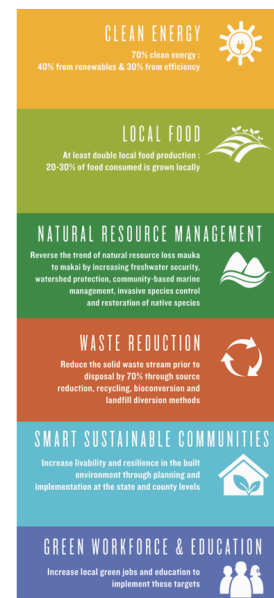 CLEAN ENERGY
70% clean energy :
40% from renewables & 30% from efficiency
LOCAL FOOD
At least double local food production :
20-30% of food consumed is grown locally
NATURAL RESOURCE MANAGEMENT
Reverse the trend of natural resource loss mauka
to makai by increasing freshwater security,
watershed protection, community-based marine
management, invasive species control
and restoration of native species
WASTE REDUCTION
Reduce the solid waste stream prior to
disposal by 70% through source
reduction, recycling, bioconversion and
landfill diversion methods
SMART SUSTAINABLE COMMUNITIES
Increase livability and resilience in the built
environment through planning and
implementation at the state and county levels
GREEN WORKFORCE & EDUCATION
Increase local green jobs and education to
implement these targets